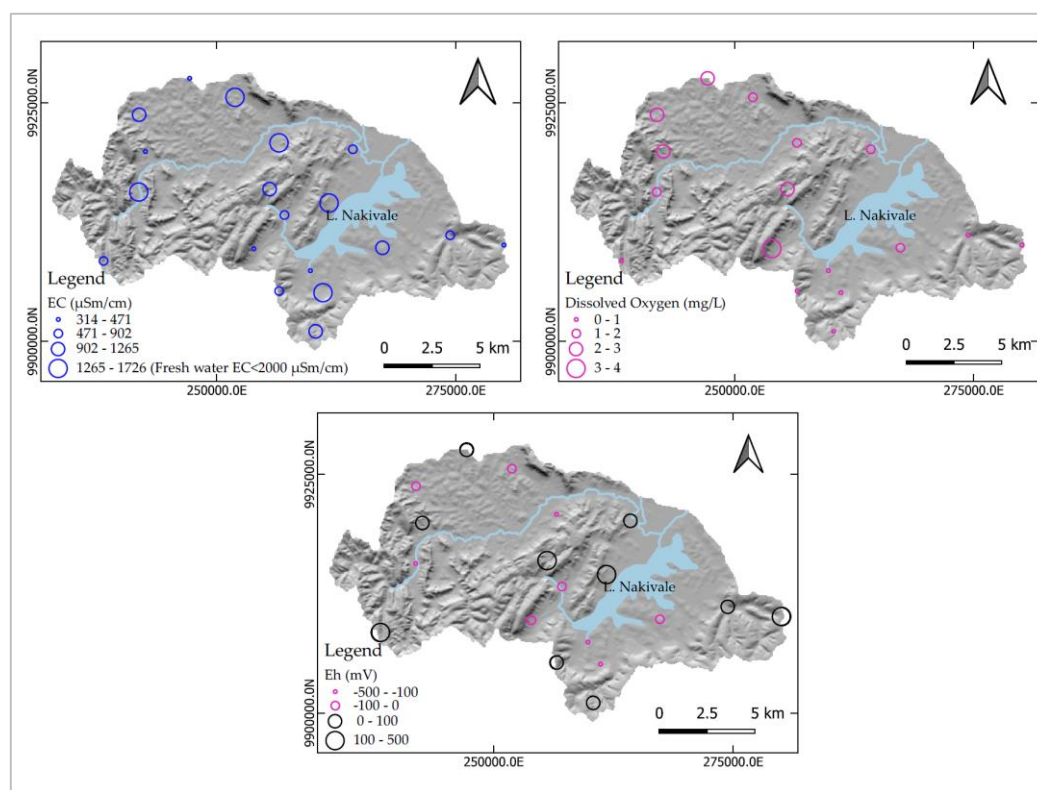 9925000.0N
9900000.0N
L. Nakivale
Legend
EC (µSm/cm)
314 - 471
471 - 902
902 - 1265
1265 - 1726 (Fresh water EC<2000 µSm/cm)
0 2.5 5 km
250000.0E 275000.0E
9925000.0N
9900000.0N
L. Nakivale
Legend
Dissolved Oxygen (mg/L)
0 - 1
1 - 2
2 - 3
3 - 4
0 2.5 5 km
250000.0E 275000.0E
9925000.0N
9900000.0N
L. Nakivale
Legend
Eh (mV)
-500 - -100
-100 - 0
0 - 100
100 - 500
0 2.5 5 km
250000.0E 275000.0E